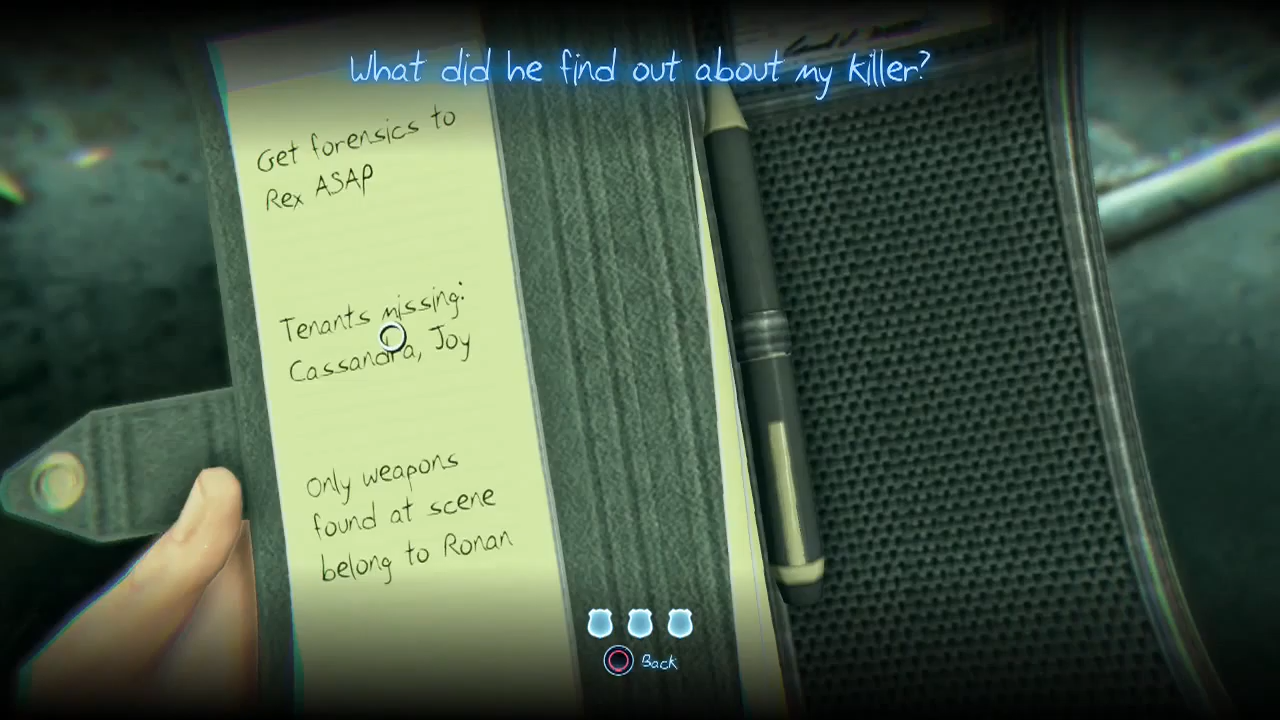 What did he find out about my killer?
Get forensics to
Rex ASAP
Tenants missing:
Cassandra, Joy
Only weapons
found at scene
belong to Ronan
Back